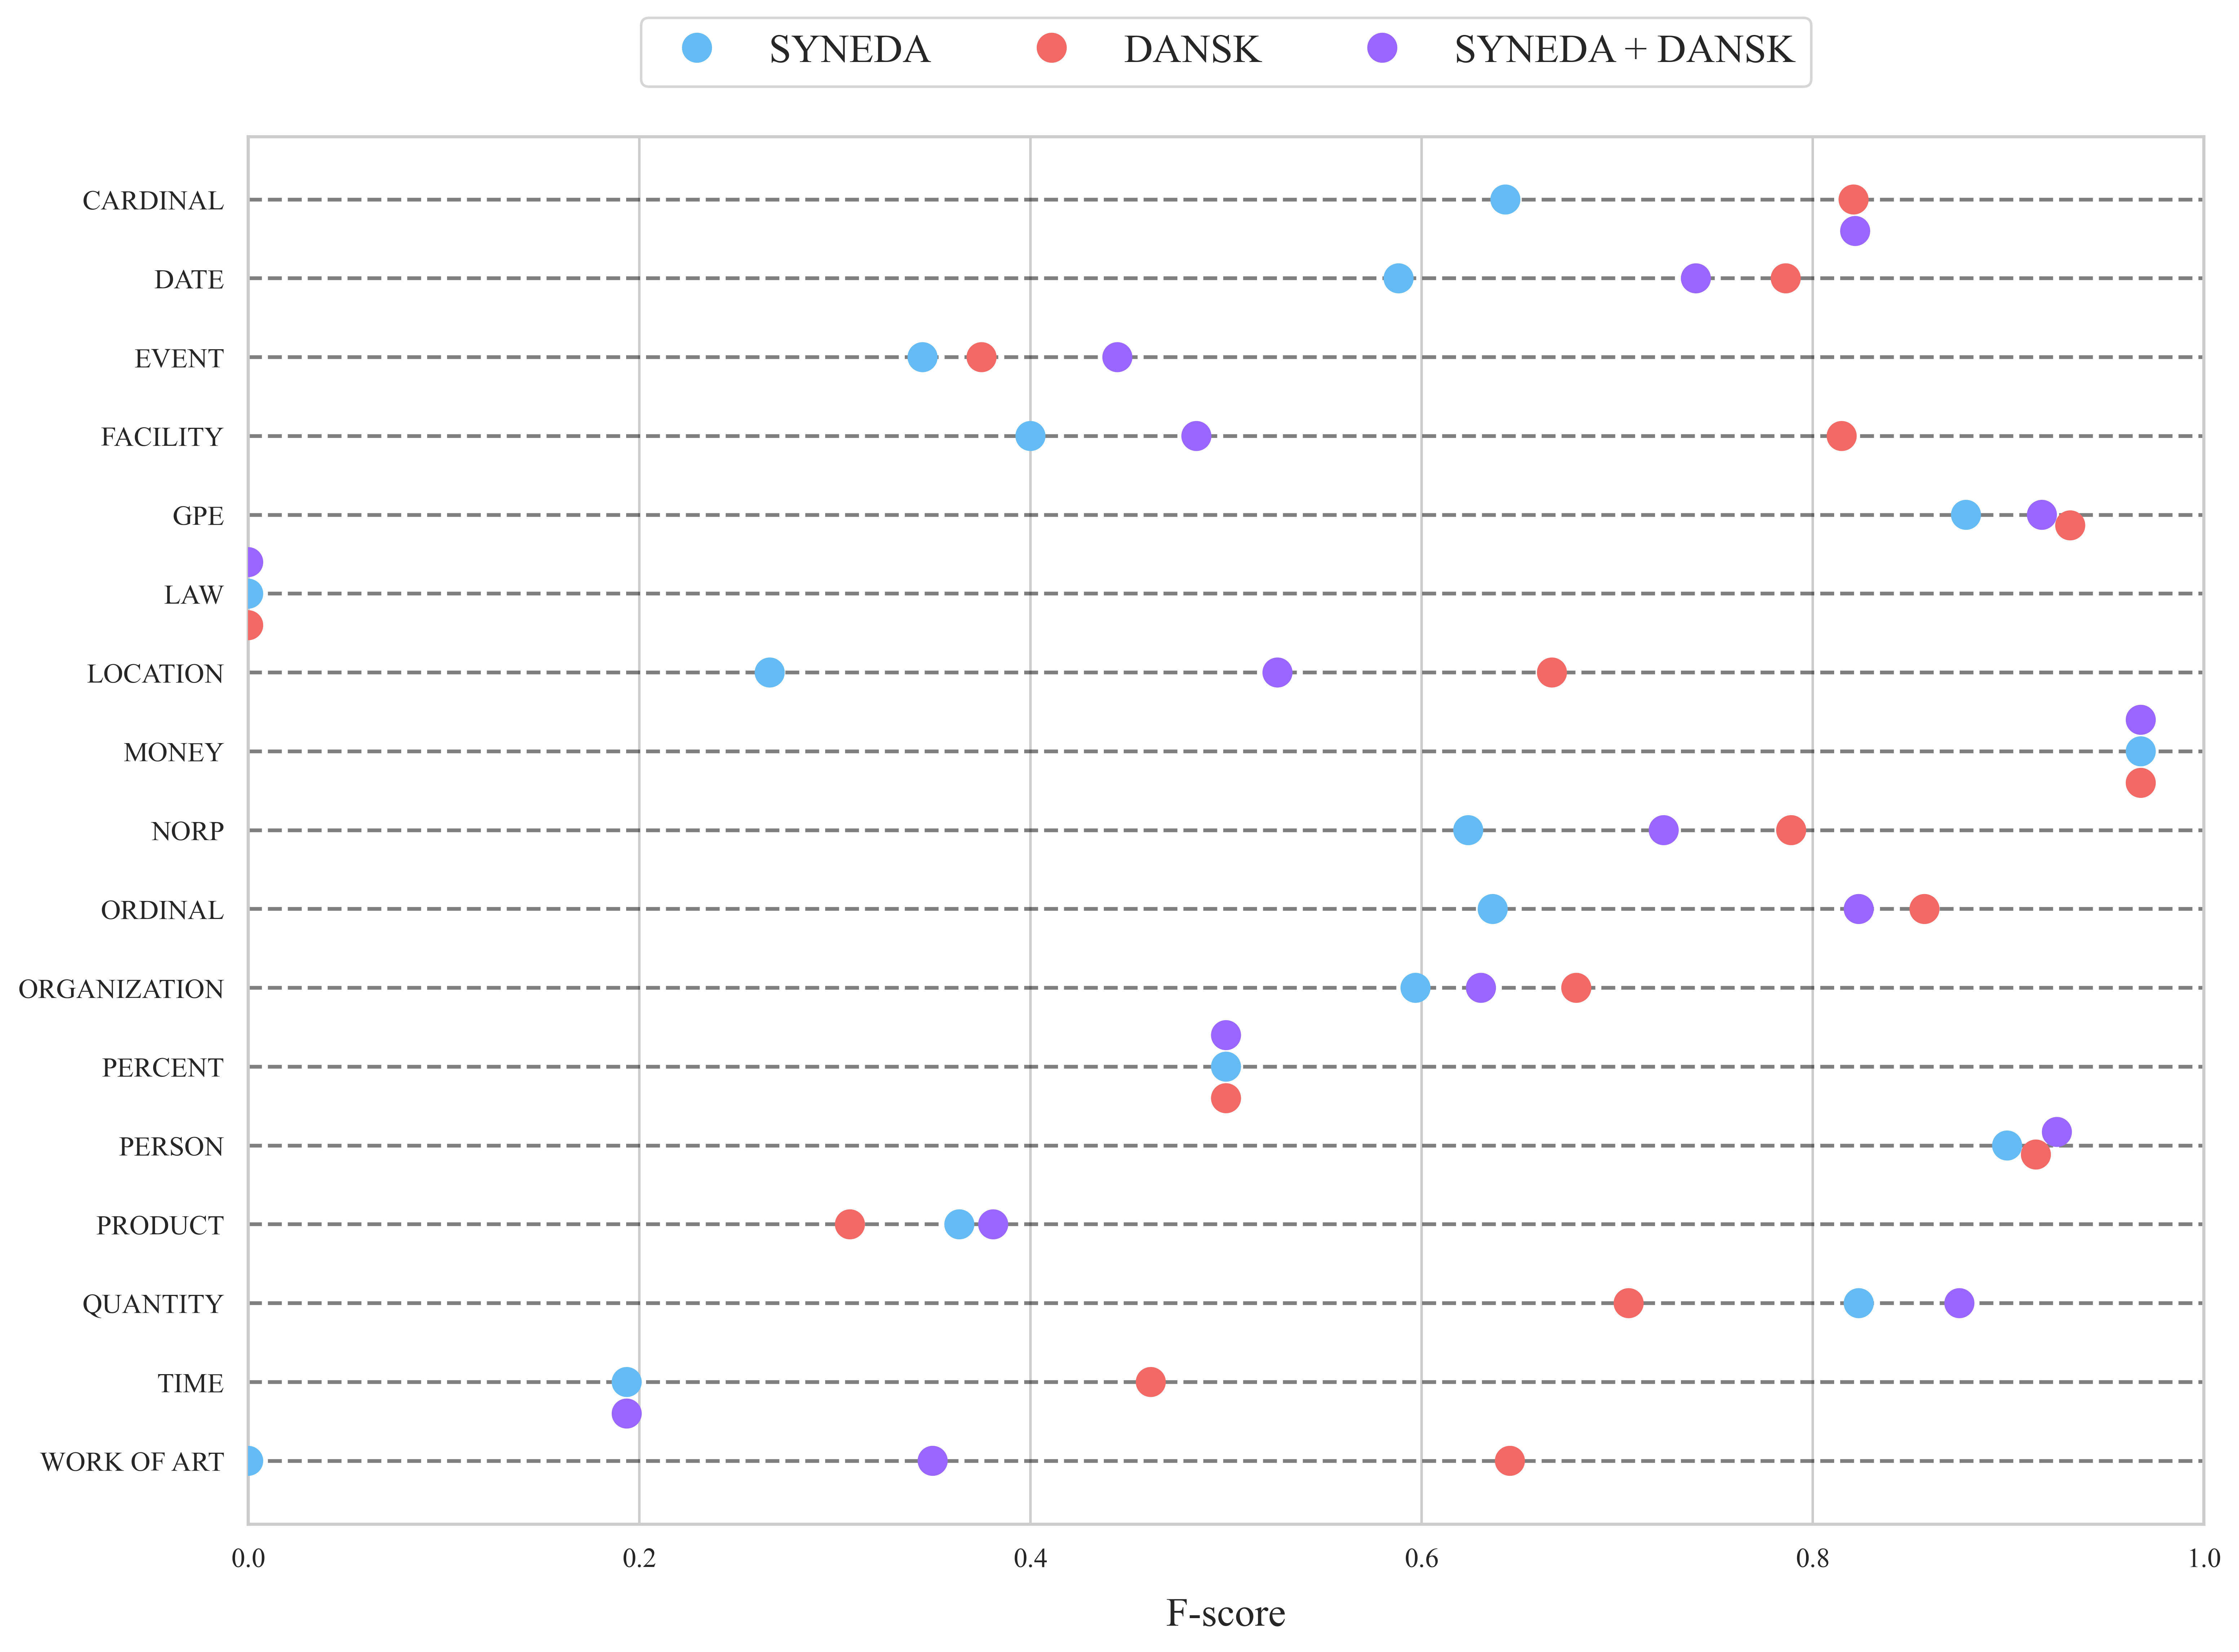 SYNEDA DANSK SYNEDA + DANSK
CARDINAL
DATE
EVENT
FACILITY
GPE
LAW
LOCATION
MONEY
NORP
ORDINAL
ORGANIZATION
PERCENT
PERSON
PRODUCT
QUANTITY
TIME
WORK OF ART
0.0 0.2 0.4 0.6 0.8 1.0
F-score